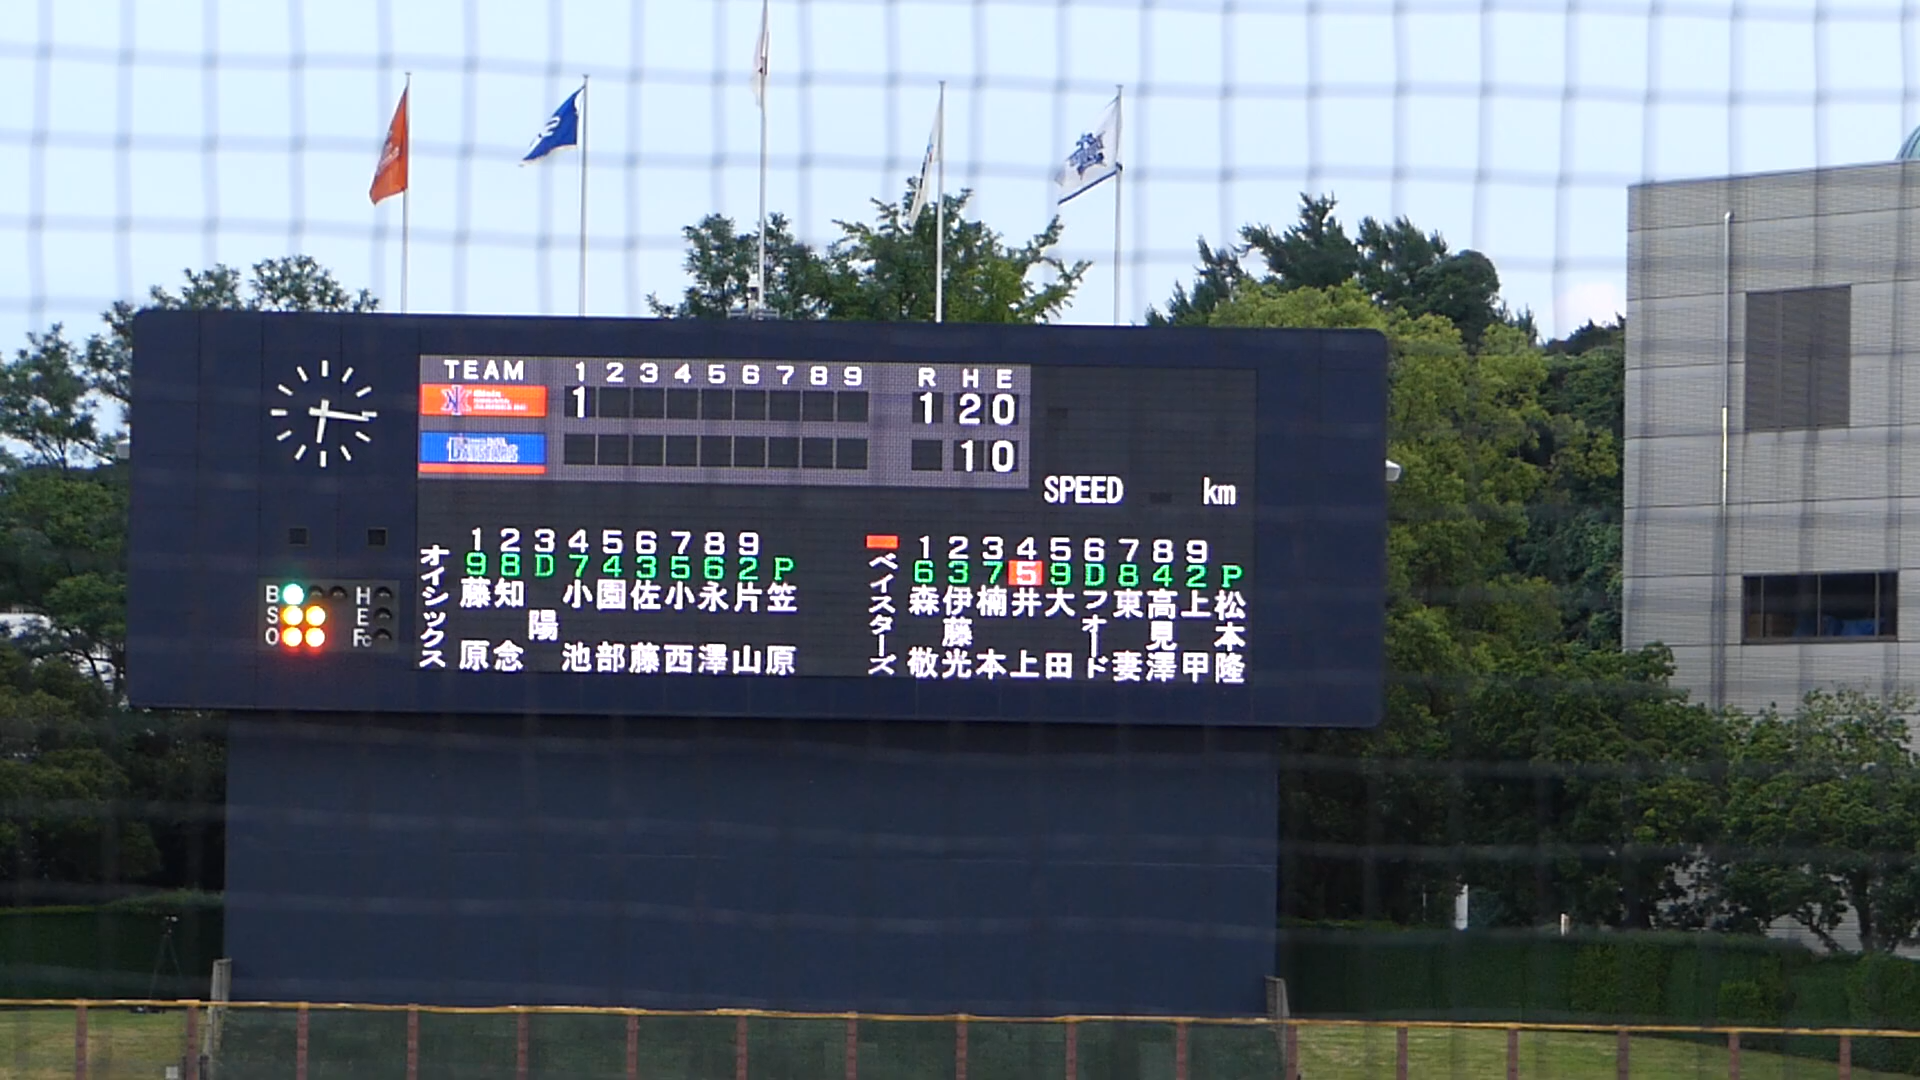 TEAM 1 2 3 4 5 6 7 8 9 R H E
1 1 2 0
BAYSTARS 1 0
SPEED km
B H
S E
O Fc
オイシックス
1 2 3 4 5 6 7 8 9
9 8 D 7 4 3 5 6 2 P
藤原
知念
陽
小池
園部
佐藤
小西
永澤
片山
笠原
ベイスターズ
1 2 3 4 5 6 7 8 9
6 3 7 5 9 D 8 4 2 P
森敬
伊藤光
楠本
井上
大田
フォード
東妻
高見澤
上甲
松本隆